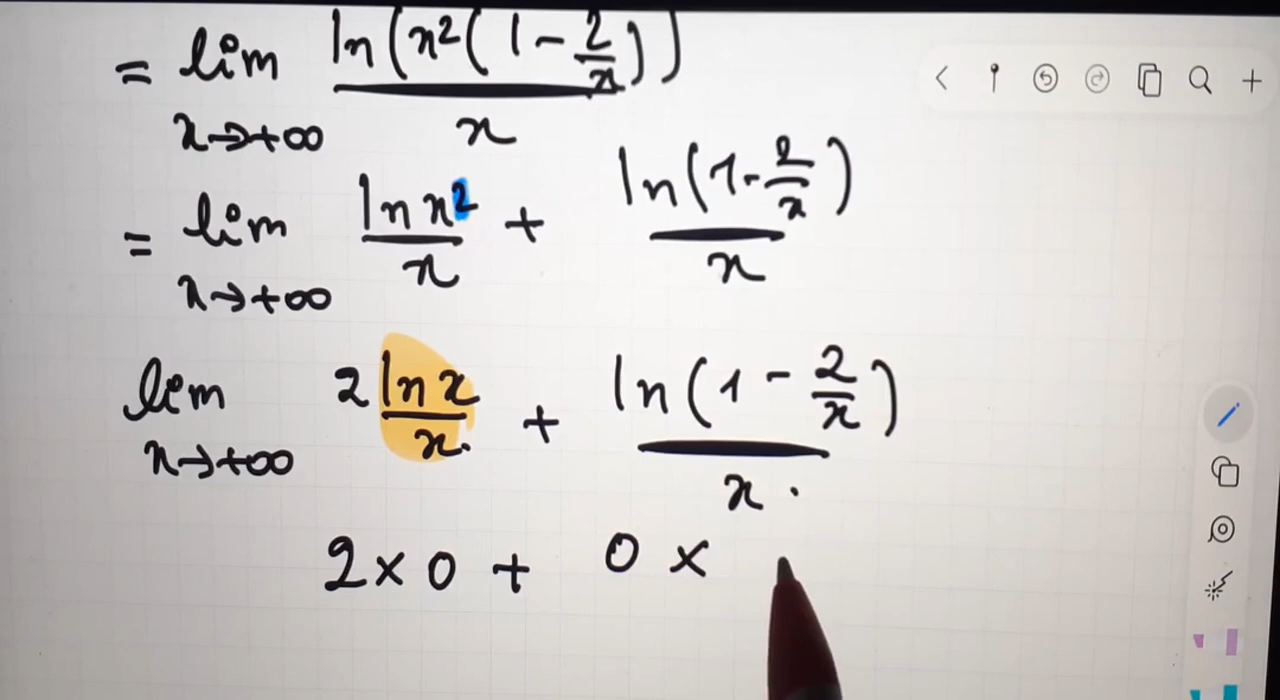 = lim x→+∞ ln(x²(1 - 2/x)) / x
= lim x→+∞ ln x² / x + ln(1 - 2/x) / x
lim x→+∞ 2 ln x / x + ln(1 - 2/x) / x
2 × 0 + 0 ×